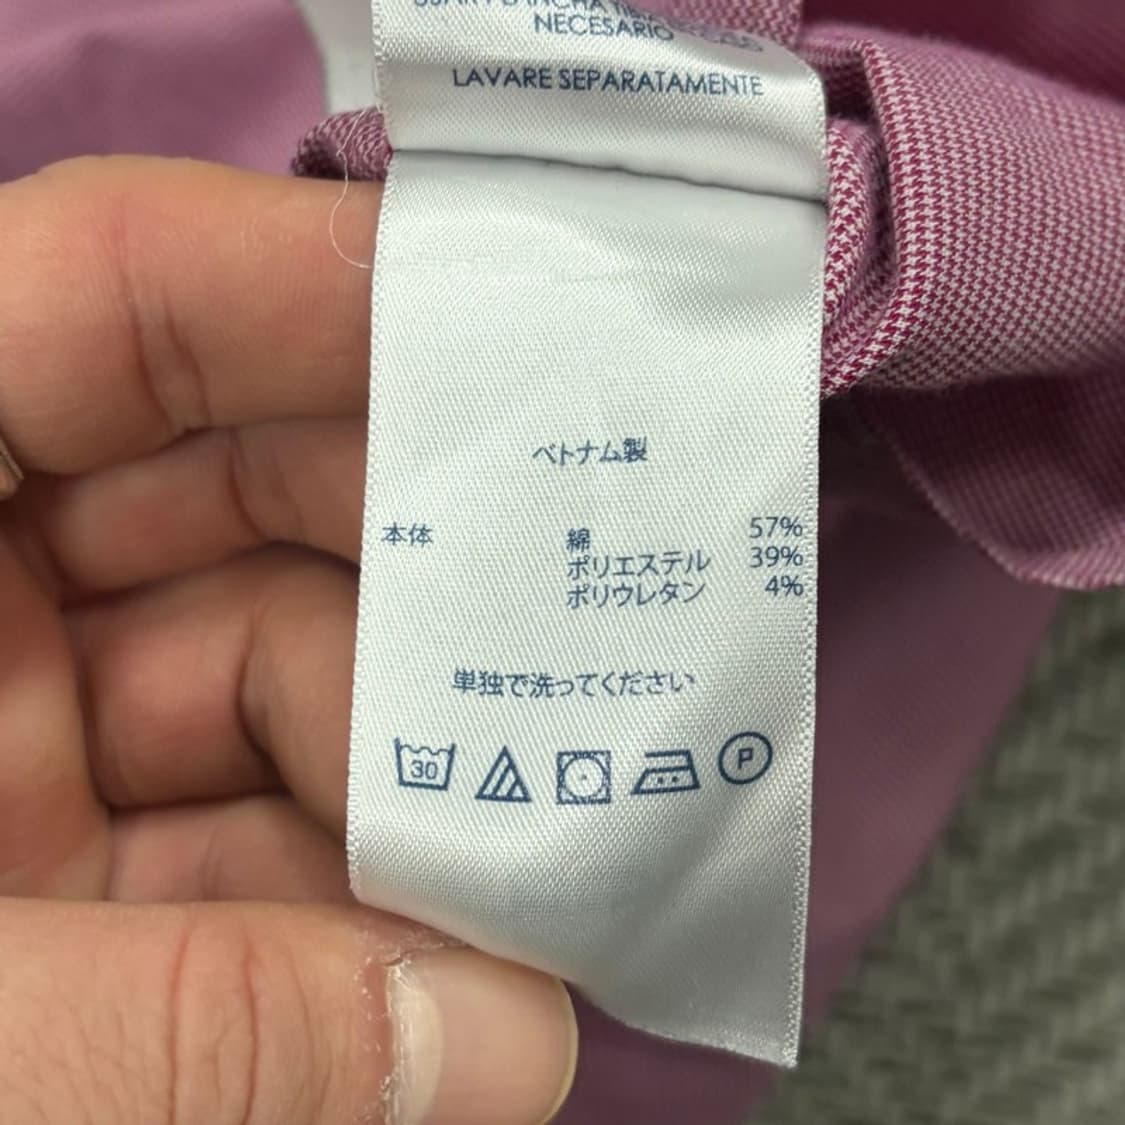 NECESARIO
LAVARE SEPARATAMENTE
ベトナム製
本体 綿 57%
ポリエステル 39%
ポリウレタン 4%
単独で洗ってください
30
P